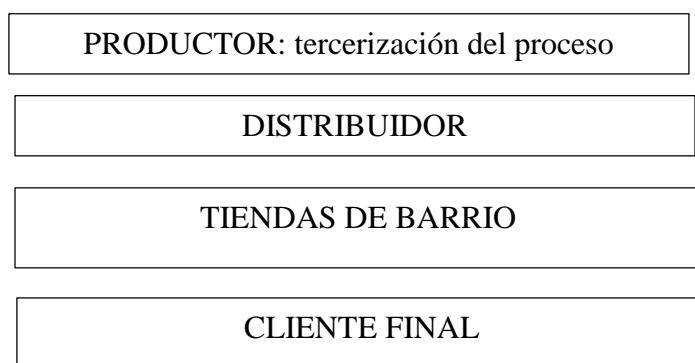 PRODUCTOR: tercerización del proceso
DISTRIBUIDOR
TIENDAS DE BARRIO
CLIENTE FINAL